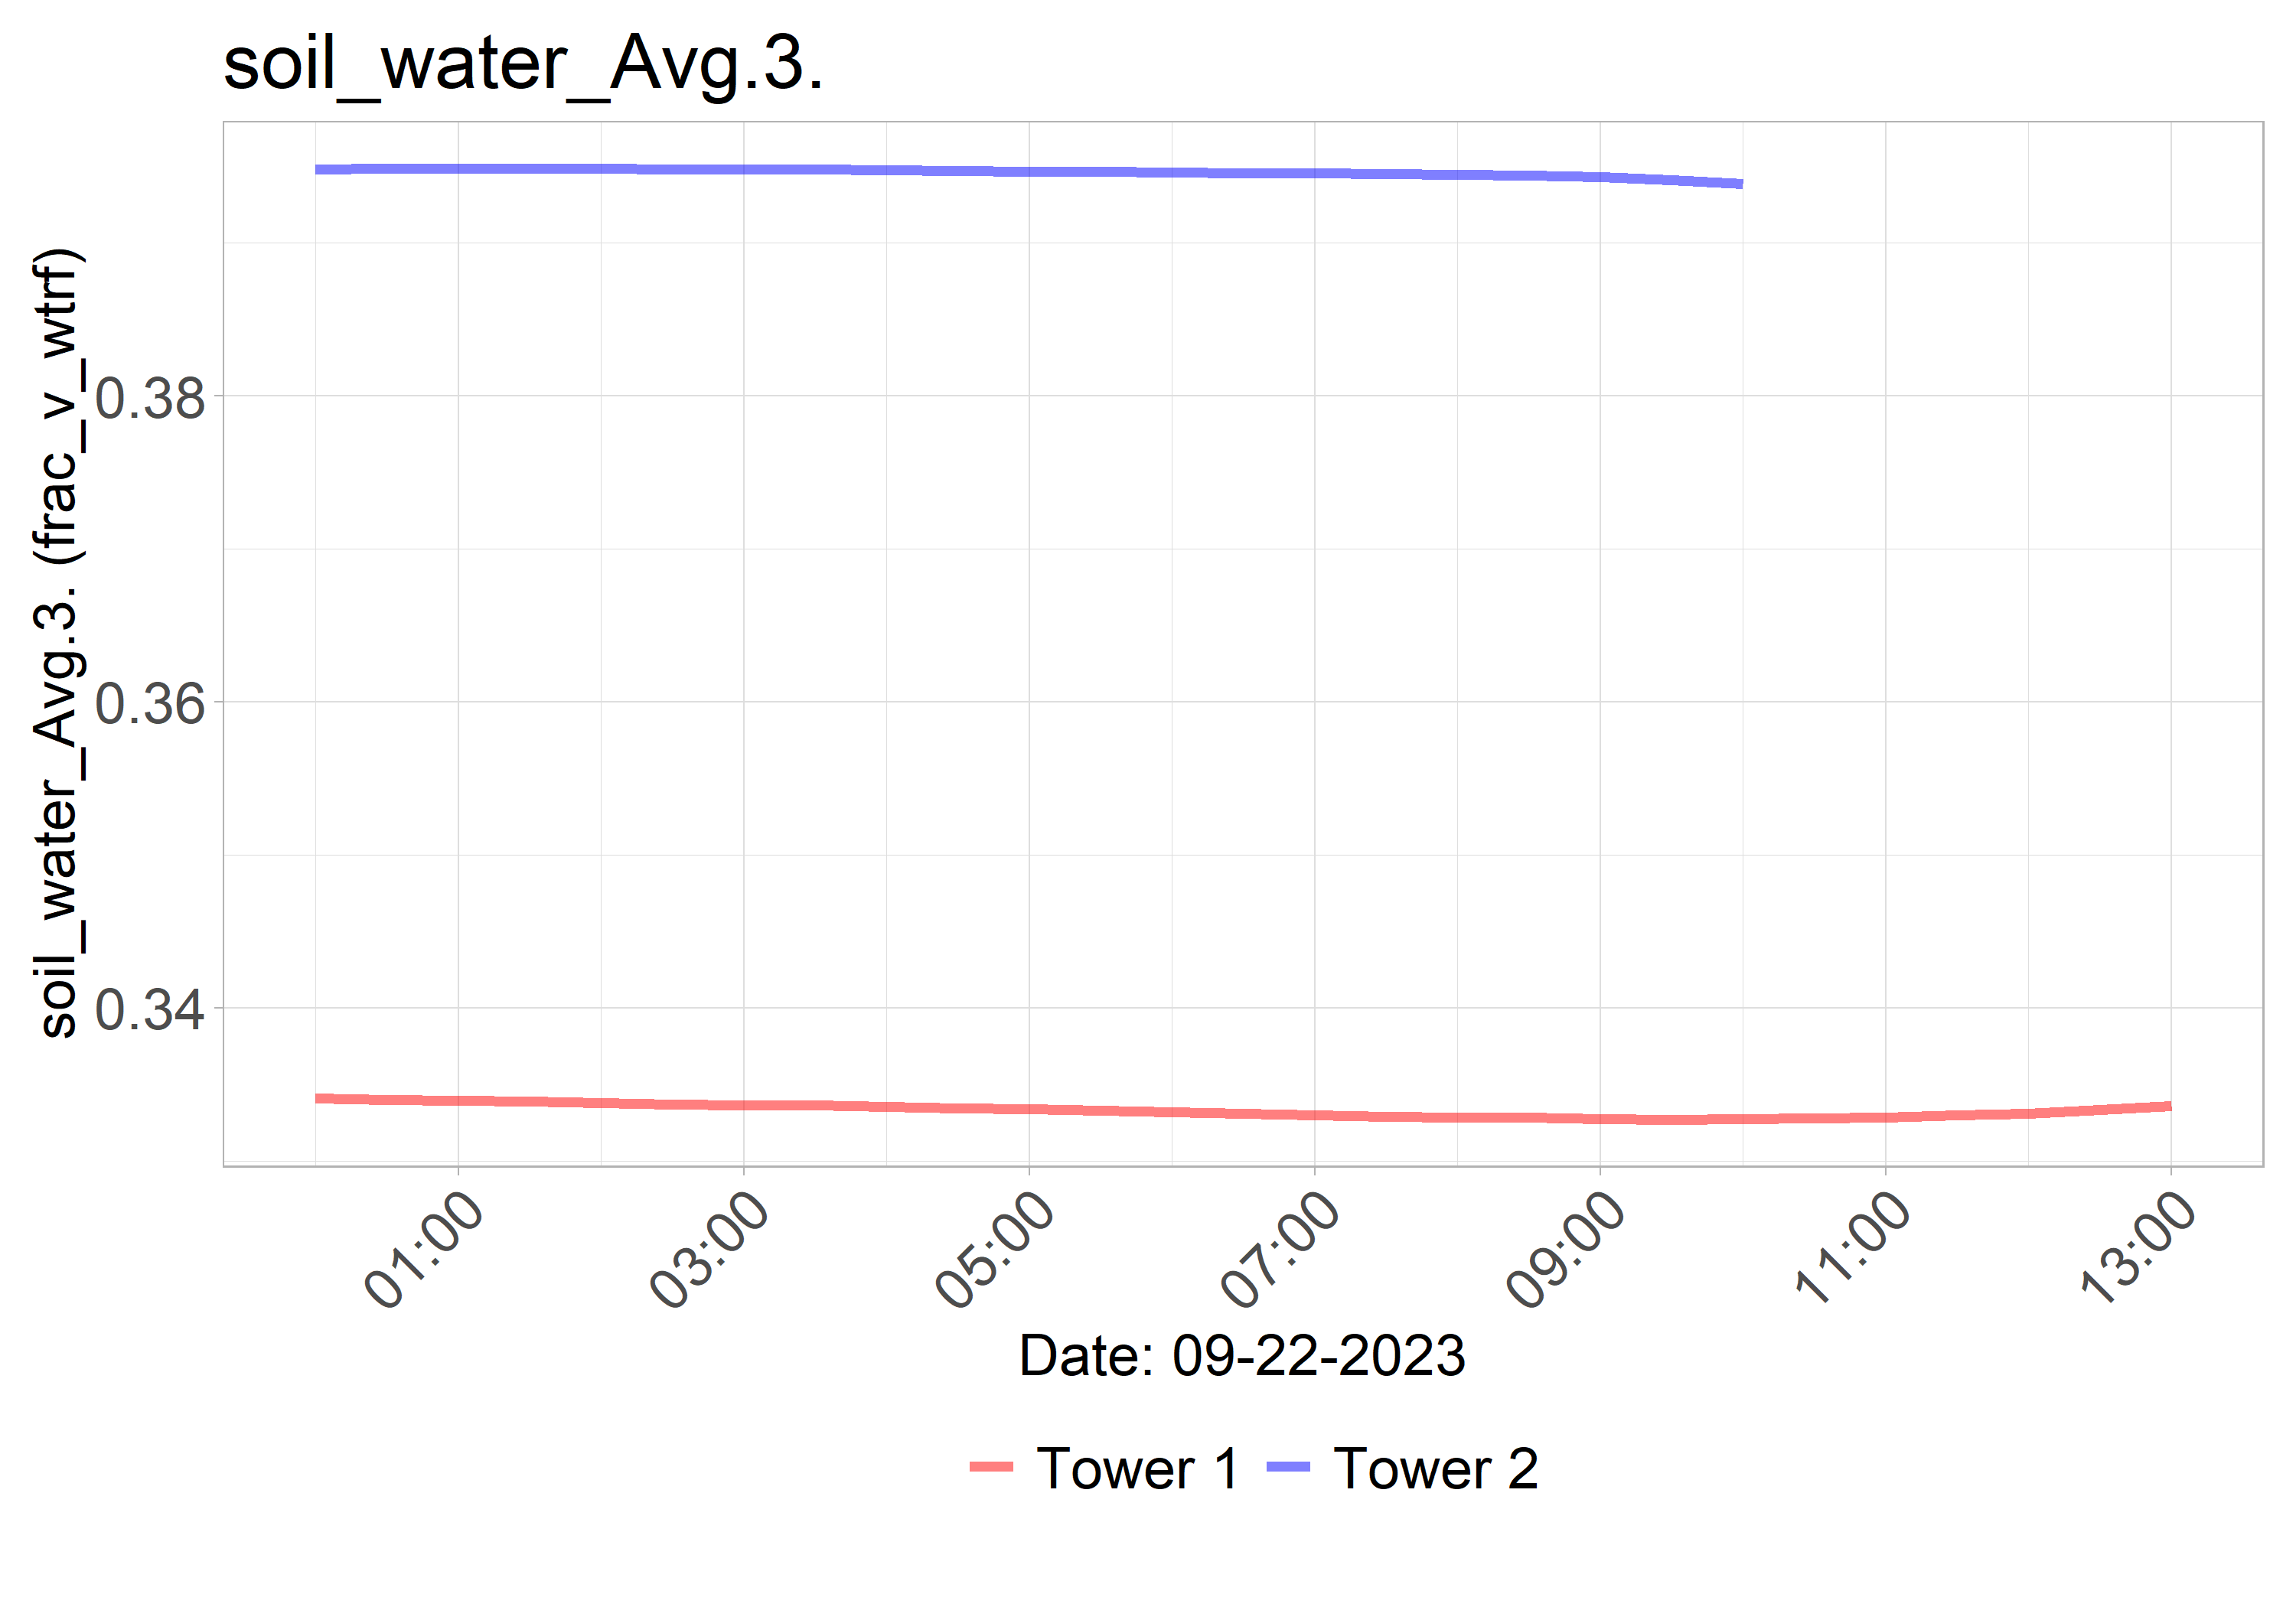 soil_water_Avg.3.
soil_water_Avg.3. (frac_v_wtrf)
0.38
0.36
0.34
01:00
03:00
05:00
07:00
09:00
11:00
13:00
Date: 09-22-2023
Tower 1
Tower 2